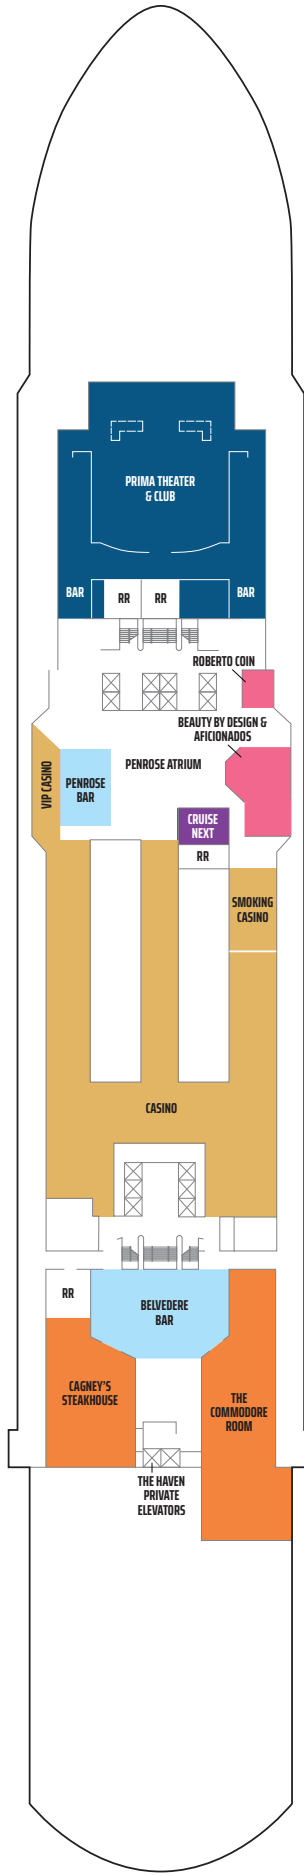 PRIMA THEATER
& CLUB
BAR
RR
RR
BAR
ROBERTO COIN
BEAUTY BY DESIGN &
AFICIONADOS
VIP CASINO
PENROSE ATRIUM
PENROSE
BAR
CRUISE
NEXT
RR
SMOKING
CASINO
CASINO
RR
BELVEDERE
BAR
CAGNEY'S
STEAKHOUSE
THE
COMMODORE
ROOM
THE HAVEN
PRIVATE
ELEVATORS